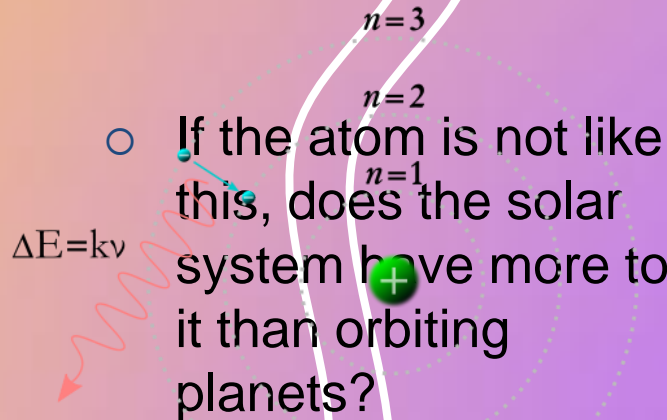 n=3
n=2
If the atom is not like
n=1
this, does the solar
ΔE=kν
system have more to
+
it than orbiting
planets?